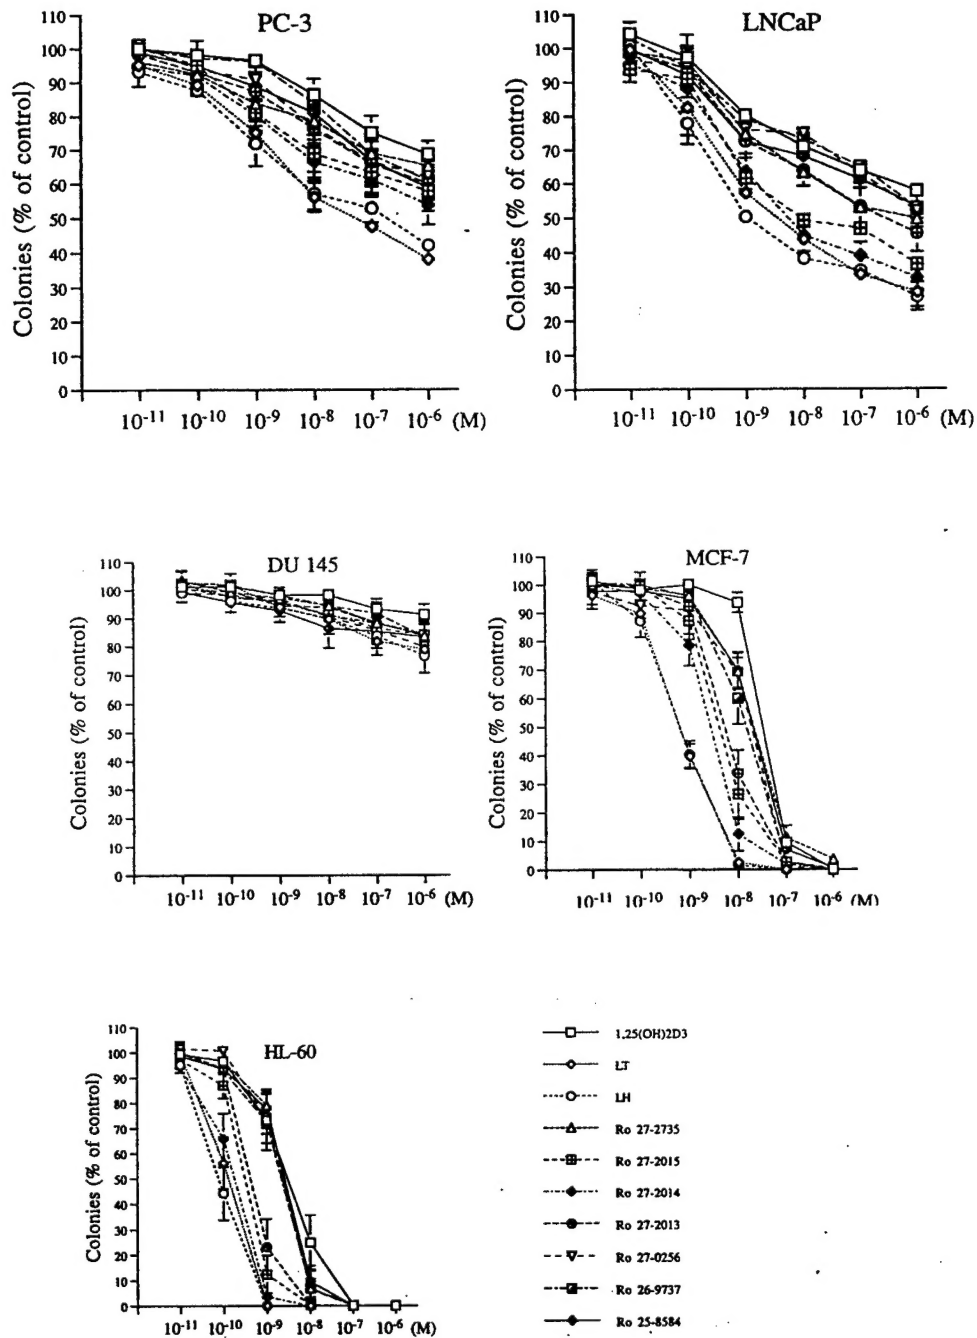 PC-3
Colonies (% of control)
110
100
90
80
70
60
50
40
30
20
10
0
10-11 10-10 10-9 10-8 10-7 10-6 (M)
LNCaP
Colonies (% of control)
110
100
90
80
70
60
50
40
30
20
10
0
10-11 10-10 10-9 10-8 10-7 10-6 (M)
DU 145
Colonies (% of control)
110
100
90
80
70
60
50
40
30
20
10
0
10-11 10-10 10-9 10-8 10-7 10-6 (M)
MCF-7
Colonies (% of control)
110
100
90
80
70
60
50
40
30
20
10
0
10-11 10-10 10-9 10-8 10-7 10-6 (M)
HL-60
Colonies (% of control)
110
100
90
80
70
60
50
40
30
20
10
0
10-11 10-10 10-9 10-8 10-7 10-6 (M)
1,25(OH)2D3
LT
LH
Ro 27-2735
Ro 27-2015
Ro 27-2014
Ro 27-2013
Ro 27-0256
Ro 26-9737
Ro 25-8584